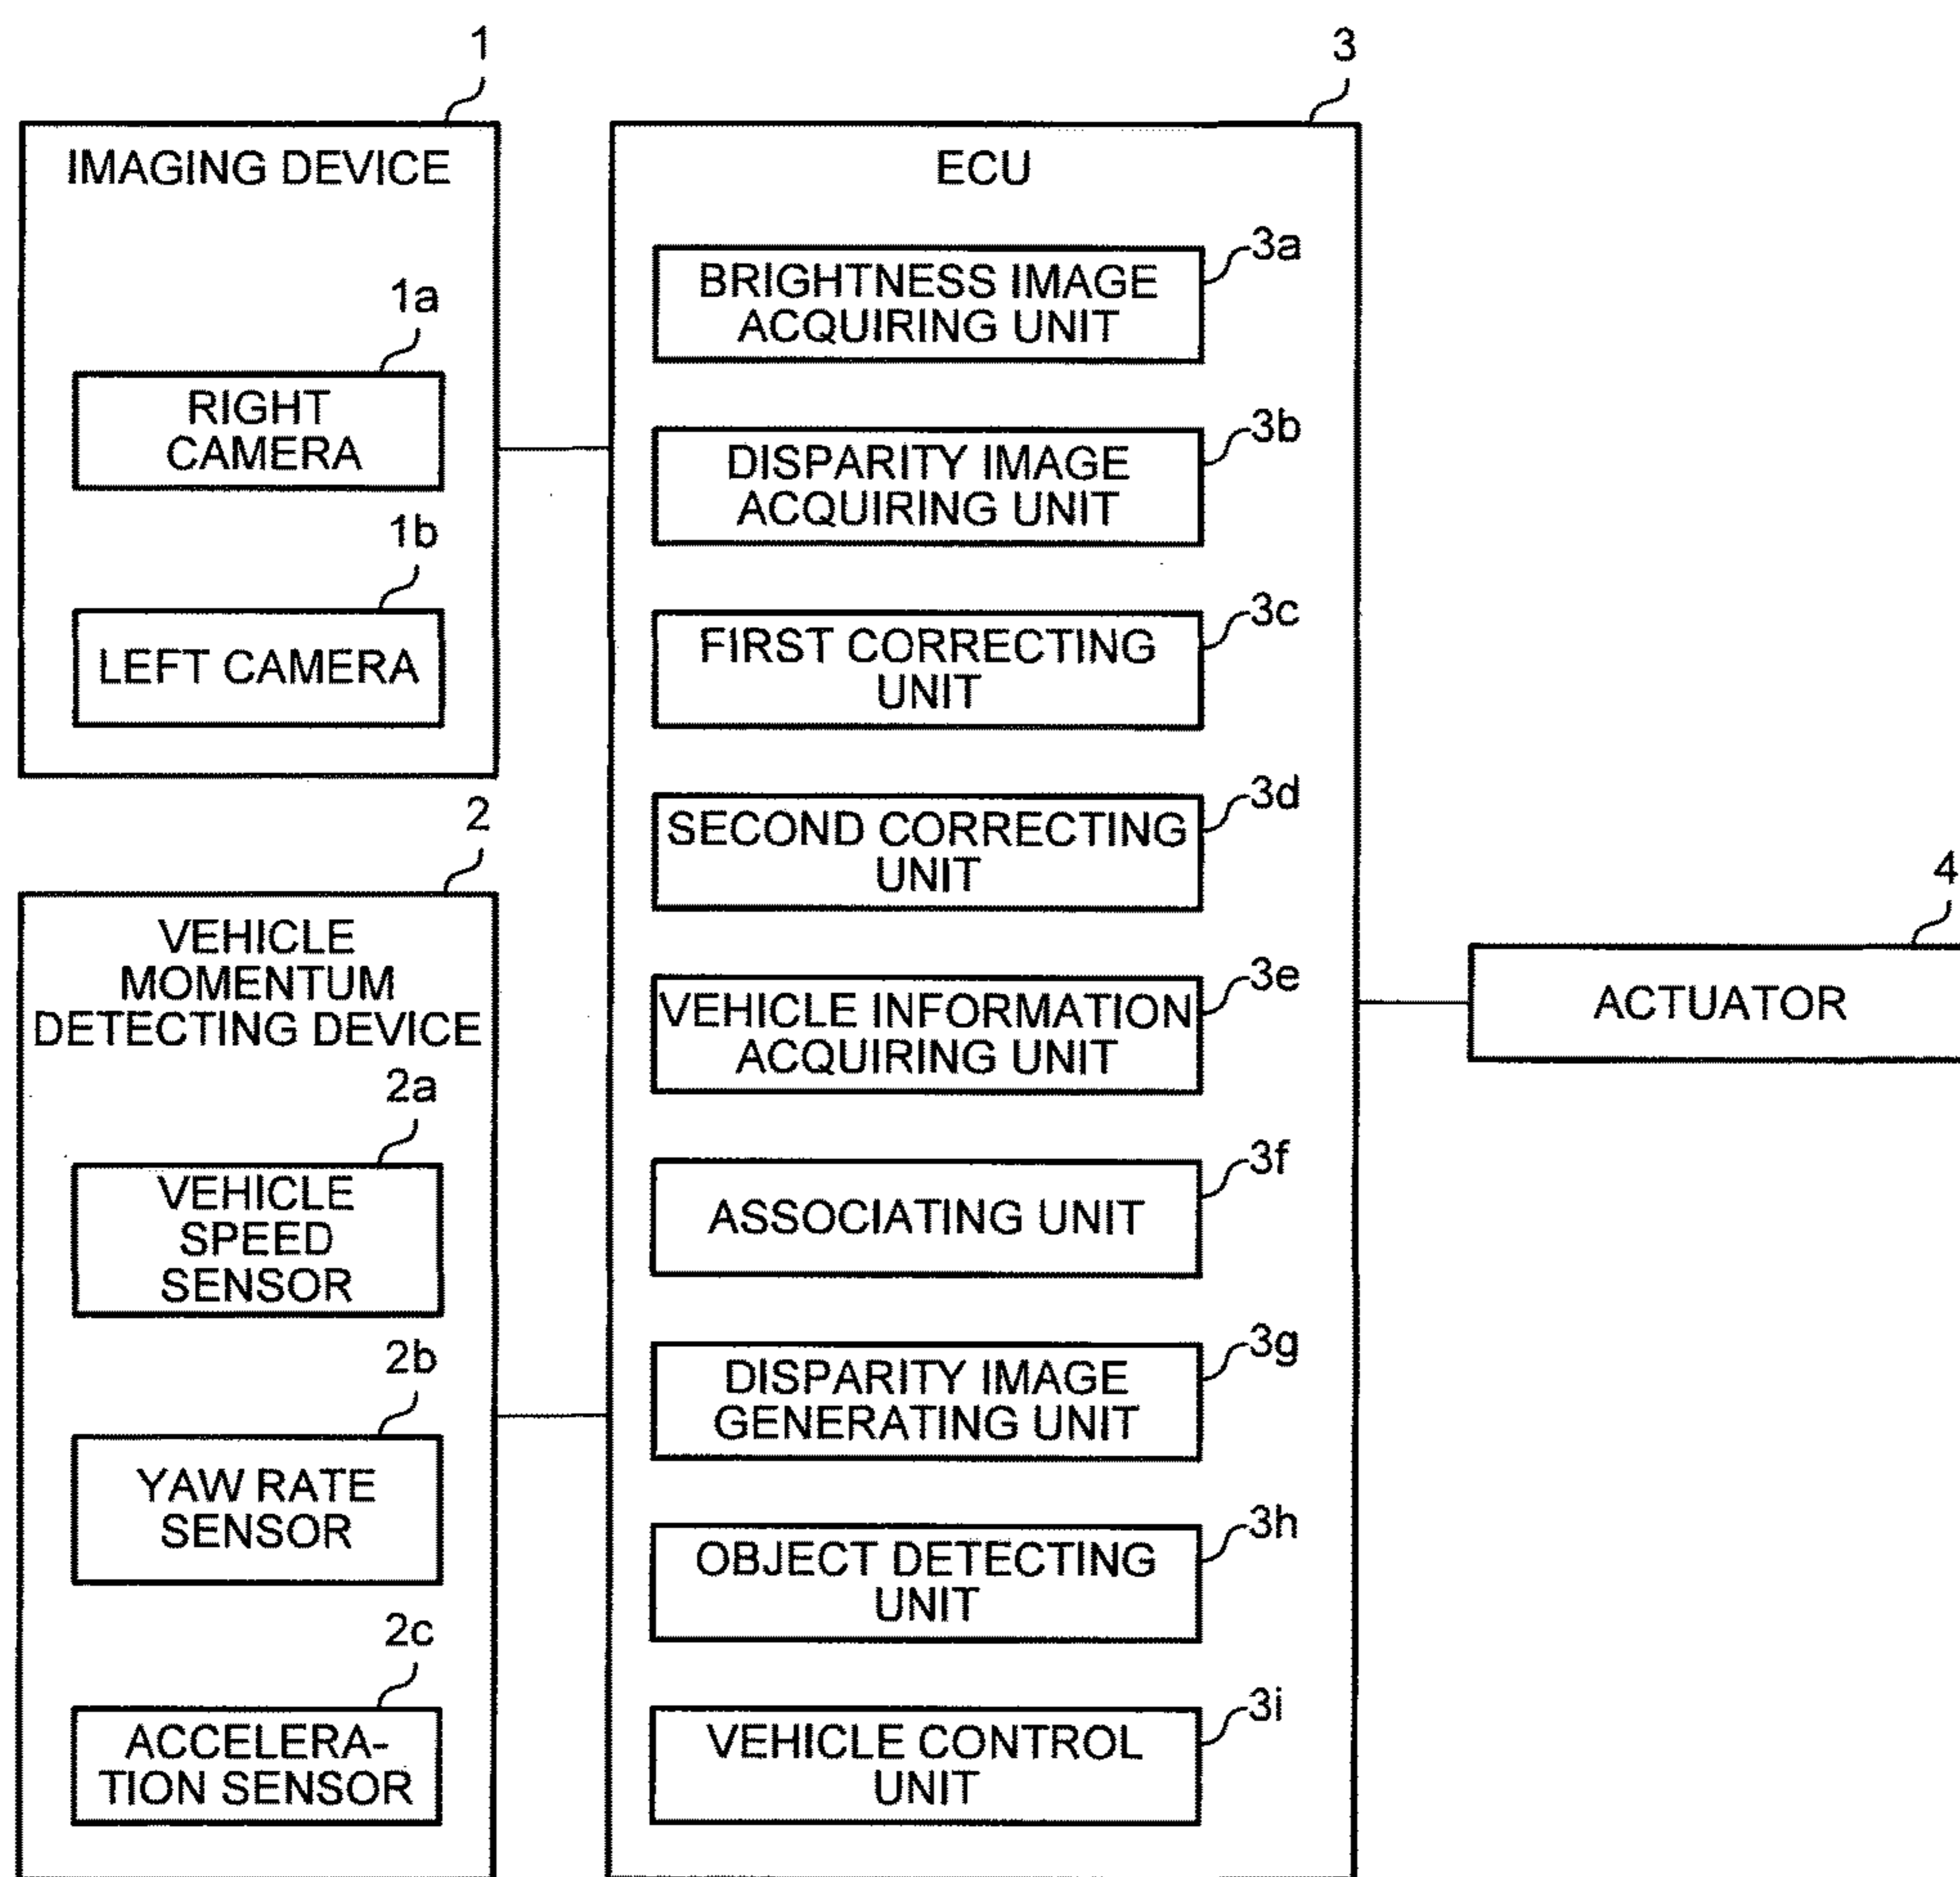 1
IMAGING DEVICE
1a
RIGHT
CAMERA
1b
LEFT CAMERA
2
VEHICLE
MOMENTUM
DETECTING DEVICE
2a
VEHICLE
SPEED
SENSOR
2b
YAW RATE
SENSOR
2c
ACCELERA-
TION SENSOR
3
ECU
3a
BRIGHTNESS IMAGE
ACQUIRING UNIT
3b
DISPARITY IMAGE
ACQUIRING UNIT
3c
FIRST CORRECTING
UNIT
3d
SECOND CORRECTING
UNIT
3e
VEHICLE INFORMATION
ACQUIRING UNIT
3f
ASSOCIATING UNIT
3g
DISPARITY IMAGE
GENERATING UNIT
3h
OBJECT DETECTING
UNIT
3i
VEHICLE CONTROL
UNIT
4
ACTUATOR